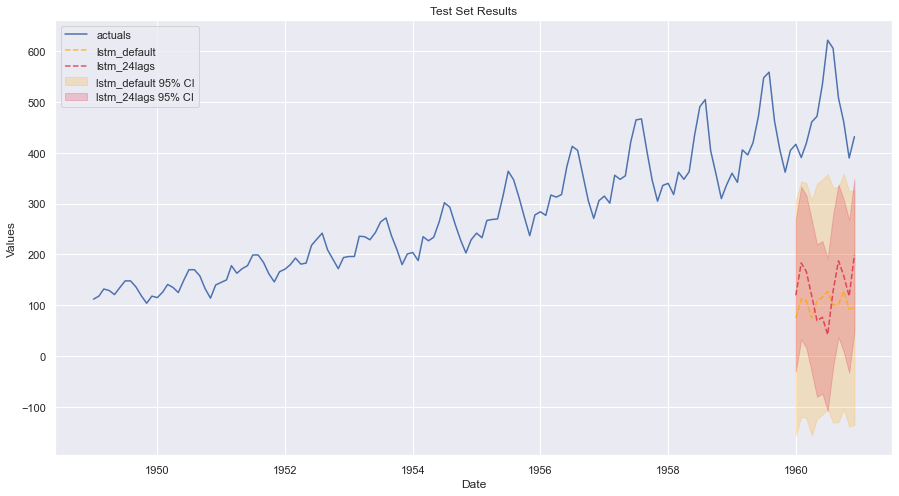 Test Set Results
actuals
lstm_default
lstm_24lags
lstm_default 95% CI
lstm_24lags 95% CI
Values
600
500
400
300
200
100
0
−100
1950 1952 1954 1956 1958 1960
Date